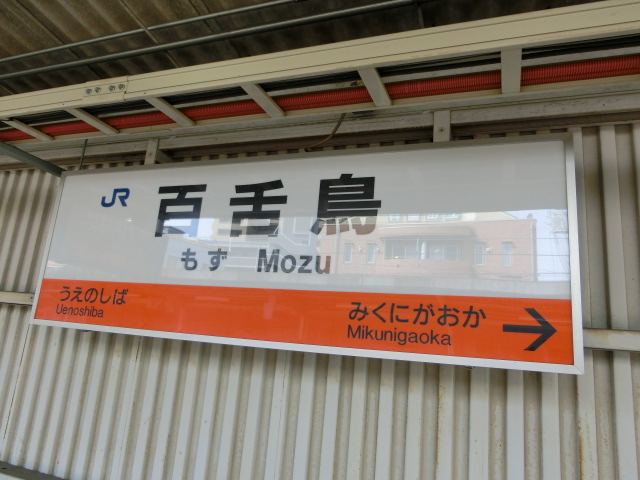 JR 百舌鳥
もず Mozu
うえのしば
Uenoshiba
みくにがおか
Mikunigaoka